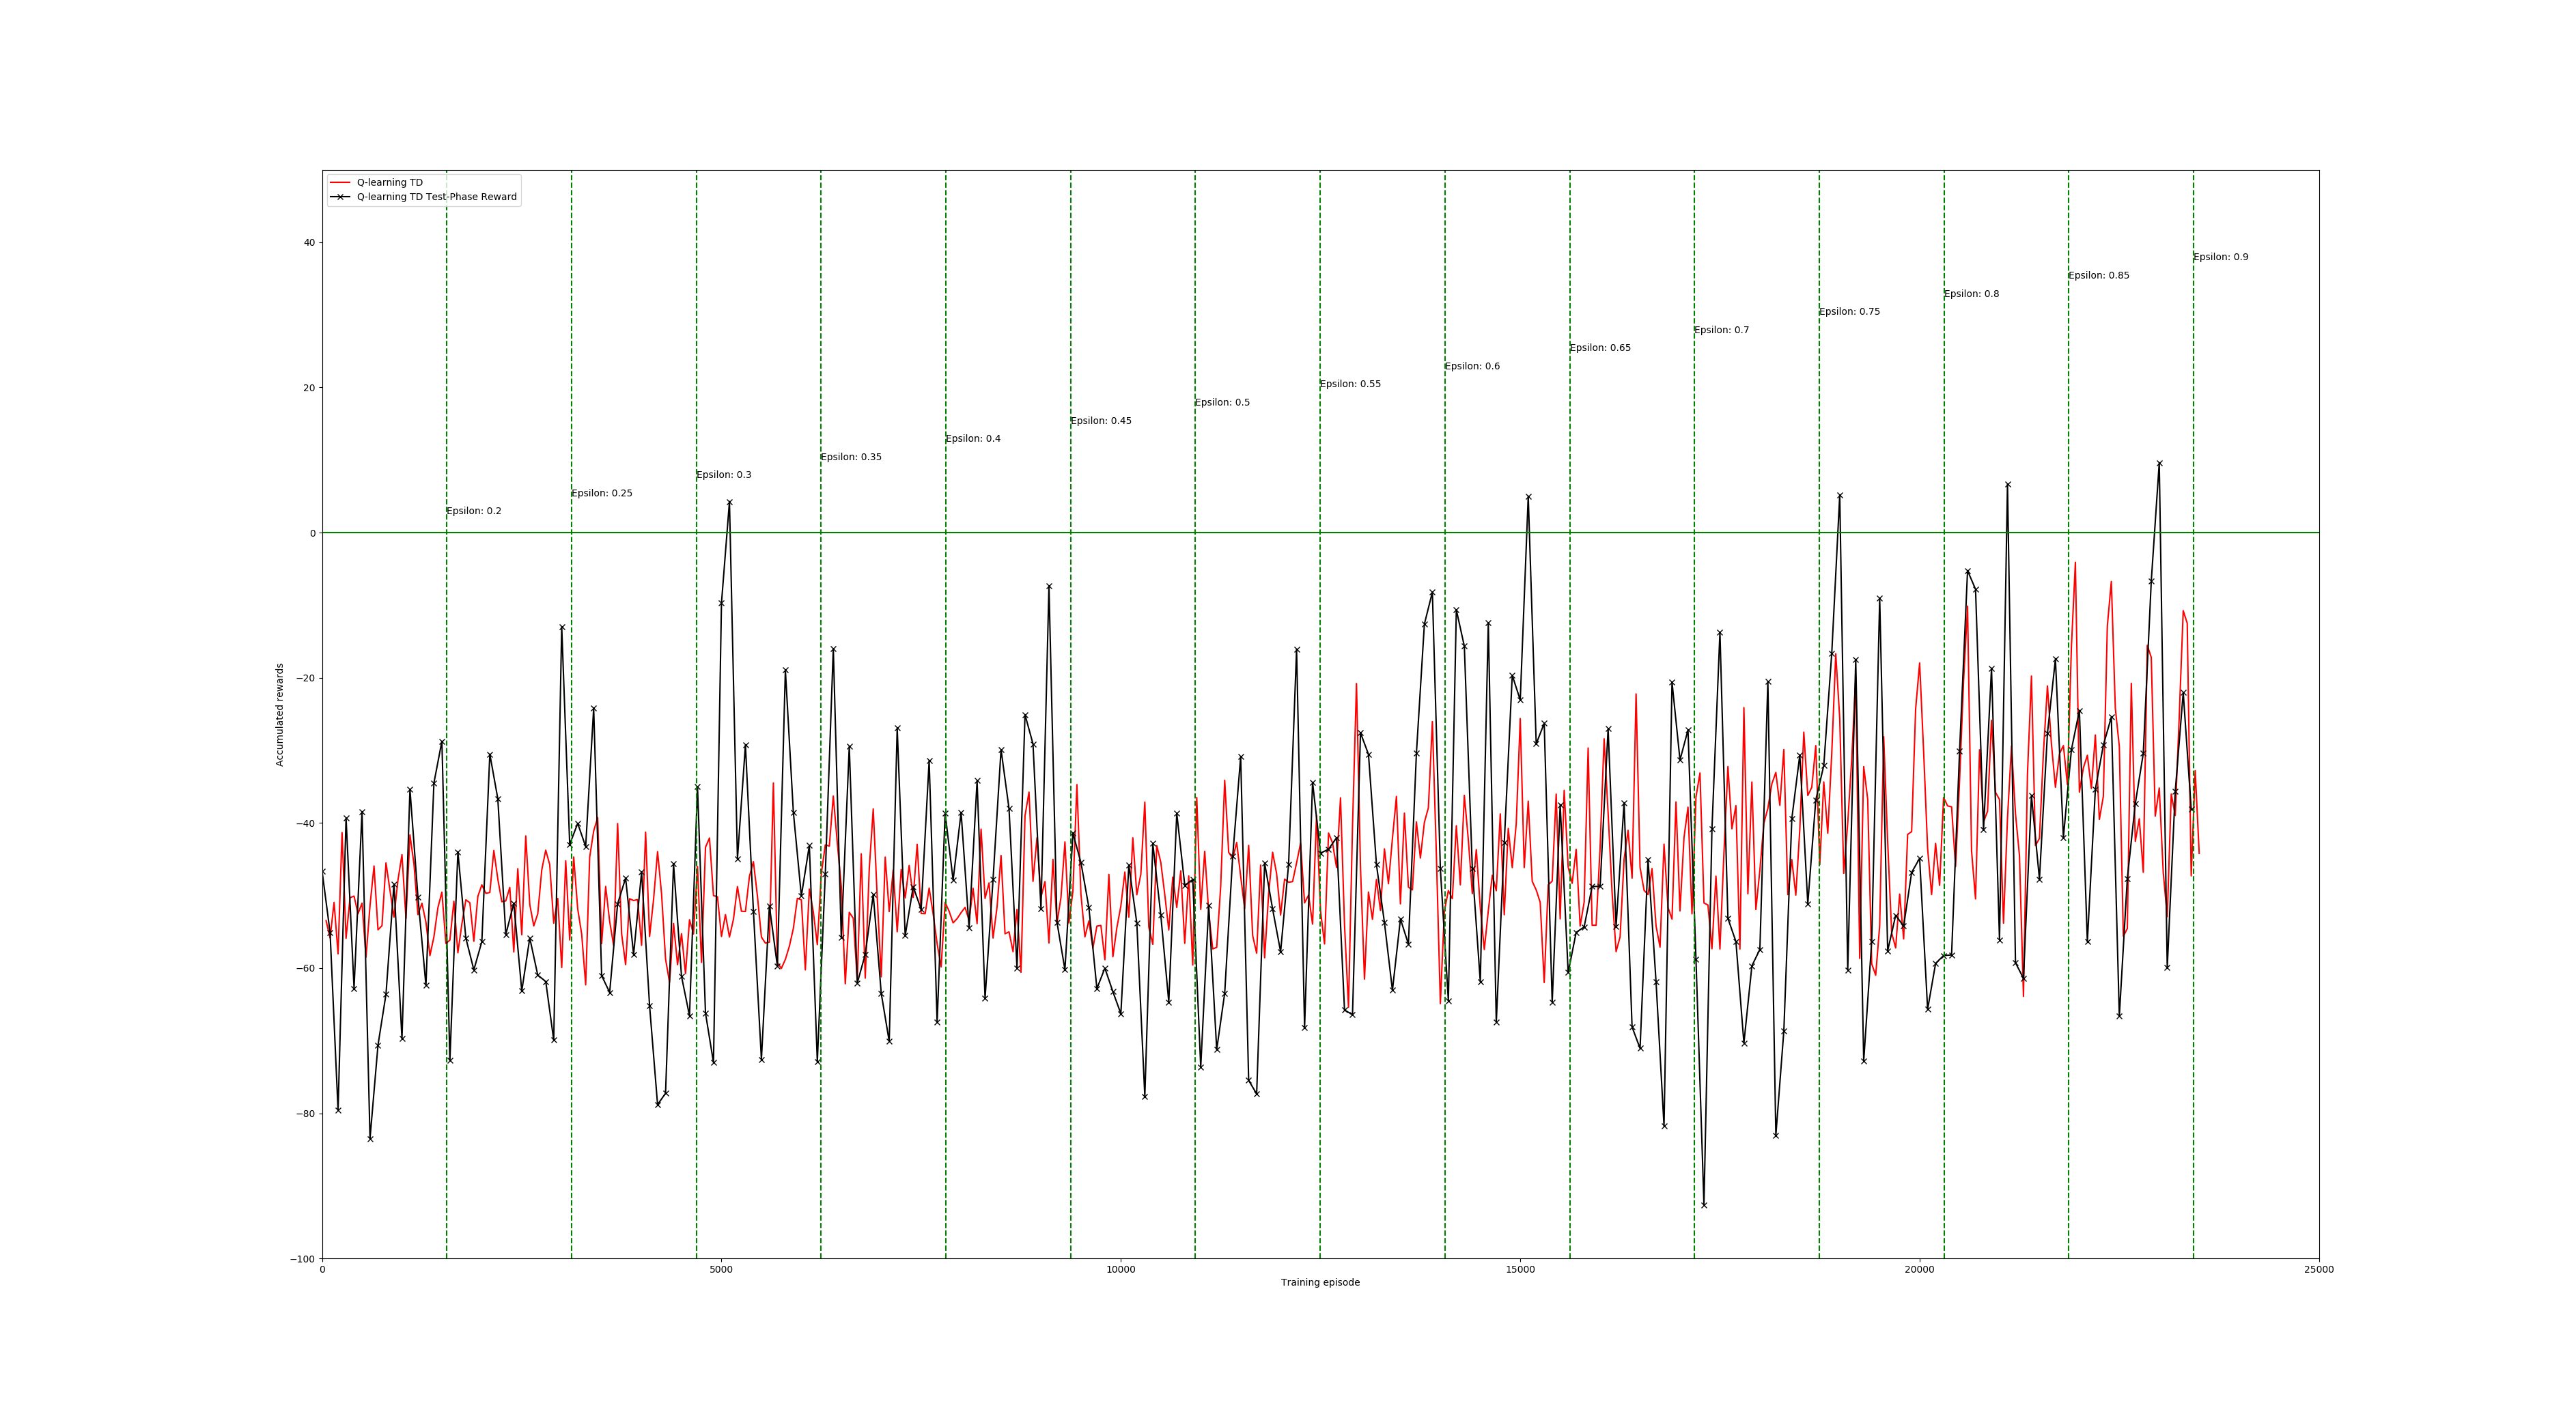 Q-learning TD
Q-learning TD Test-Phase Reward
Epsilon: 0.9
Epsilon: 0.85
Epsilon: 0.8
Epsilon: 0.75
Epsilon: 0.7
Epsilon: 0.65
Epsilon: 0.6
Epsilon: 0.55
Epsilon: 0.5
Epsilon: 0.45
Epsilon: 0.4
Epsilon: 0.35
Epsilon: 0.3
Epsilon: 0.25
Epsilon: 0.2
40
20
0
−20
−40
−60
−80
−100
Accumulated rewards
0 5000 10000 15000 20000 25000
Training episode